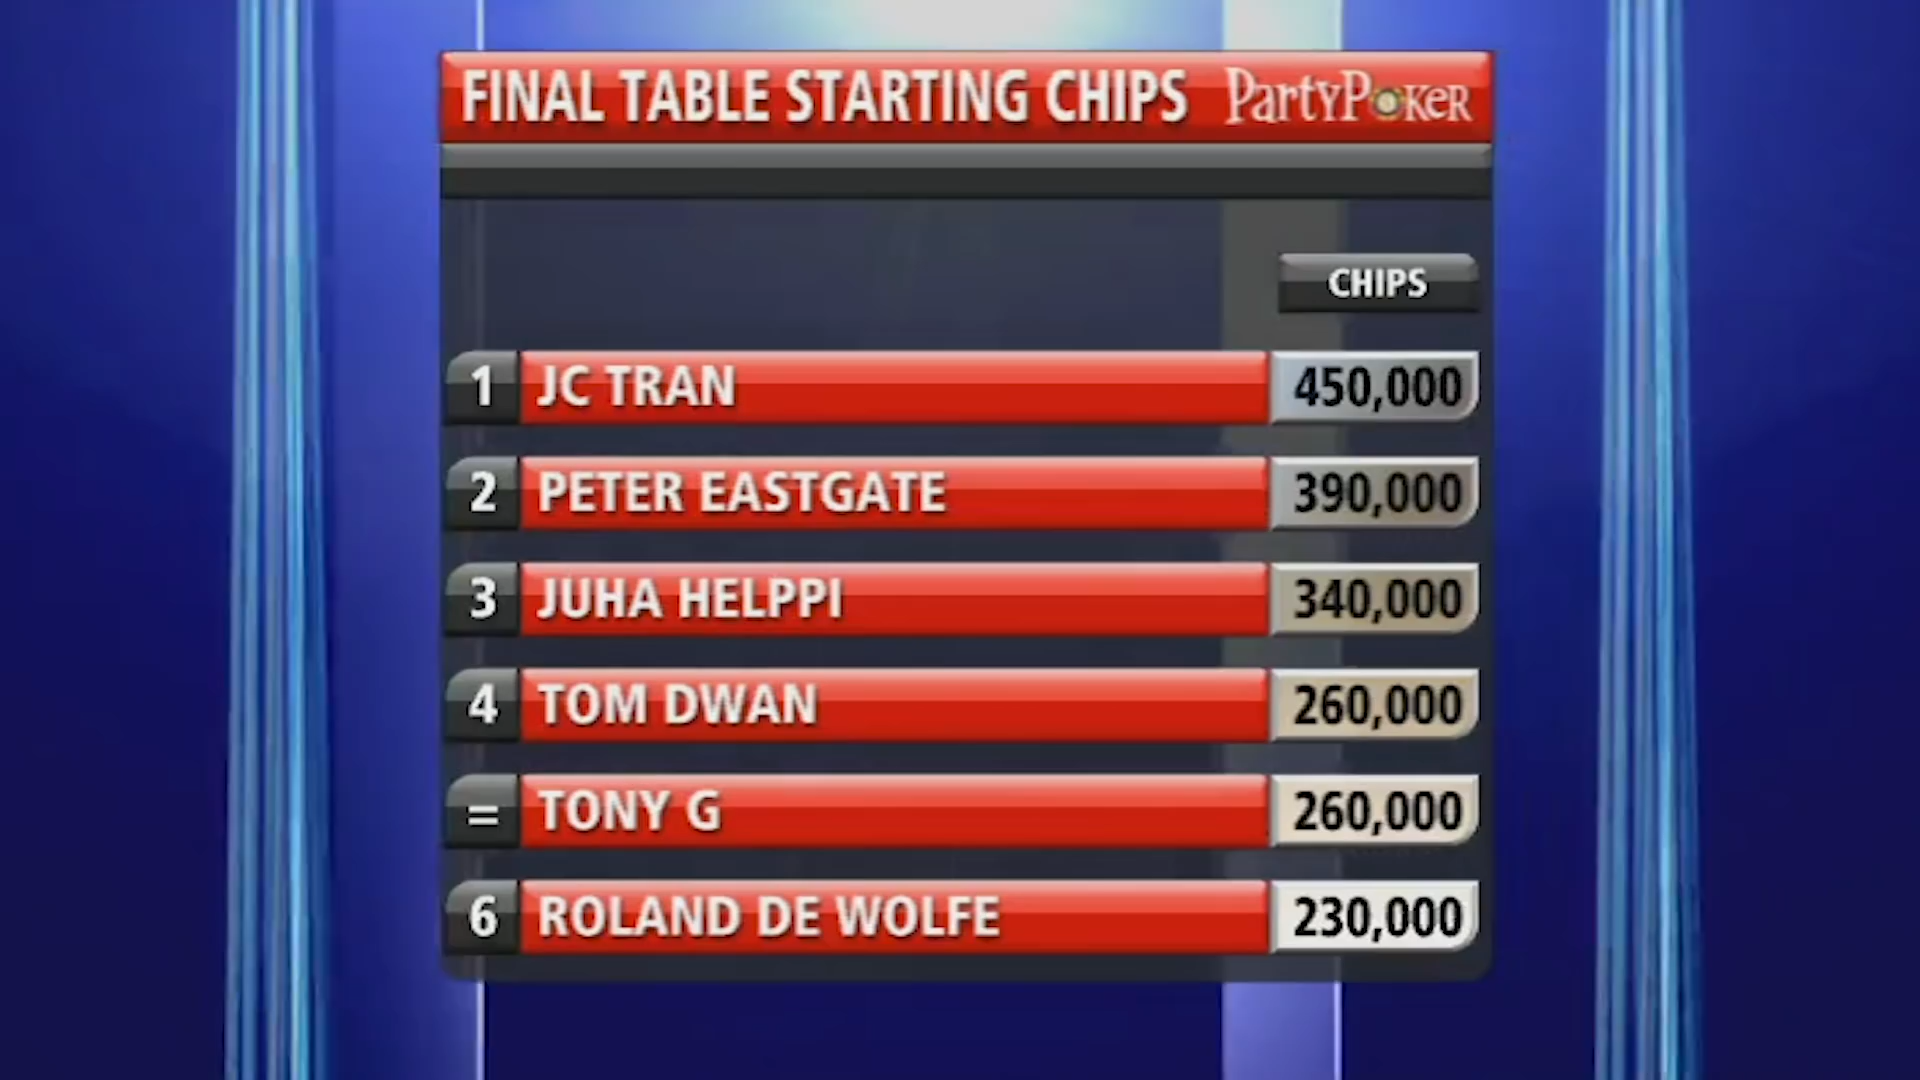 FINAL TABLE STARTING CHIPS PartyPoker
CHIPS
1 JC TRAN 450,000
2 PETER EASTGATE 390,000
3 JUHA HELPPI 340,000
4 TOM DWAN 260,000
= TONY G 260,000
6 ROLAND DE WOLFE 230,000